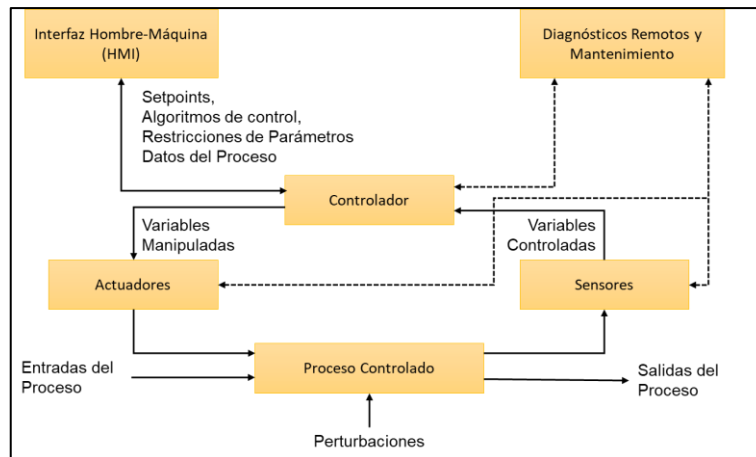 Interfaz Hombre-Máquina
(HMI)
Diagnósticos Remotos y
Mantenimiento
Setpoints,
Algoritmos de control,
Restricciones de Parámetros
Datos del Proceso
Controlador
Variables
Manipuladas
Variables
Controladas
Actuadores
Sensores
Entradas del
Proceso
Proceso Controlado
Salidas del
Proceso
Perturbaciones